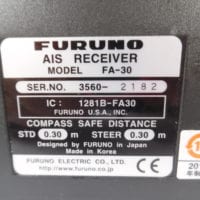 FURUNO
AIS RECEIVER
MODEL FA-30
SER.NO. 3560-2182
IC: 1281B-FA30
FURUNO U.S.A., INC.
COMPASS SAFE DISTANCE
STD 0.30 m STEER 0.30 m
Designed by FURUNO in Japan
Made in Korea
FURUNO ELECTRIC CO., LTD.
http://www.furuno.co.jp